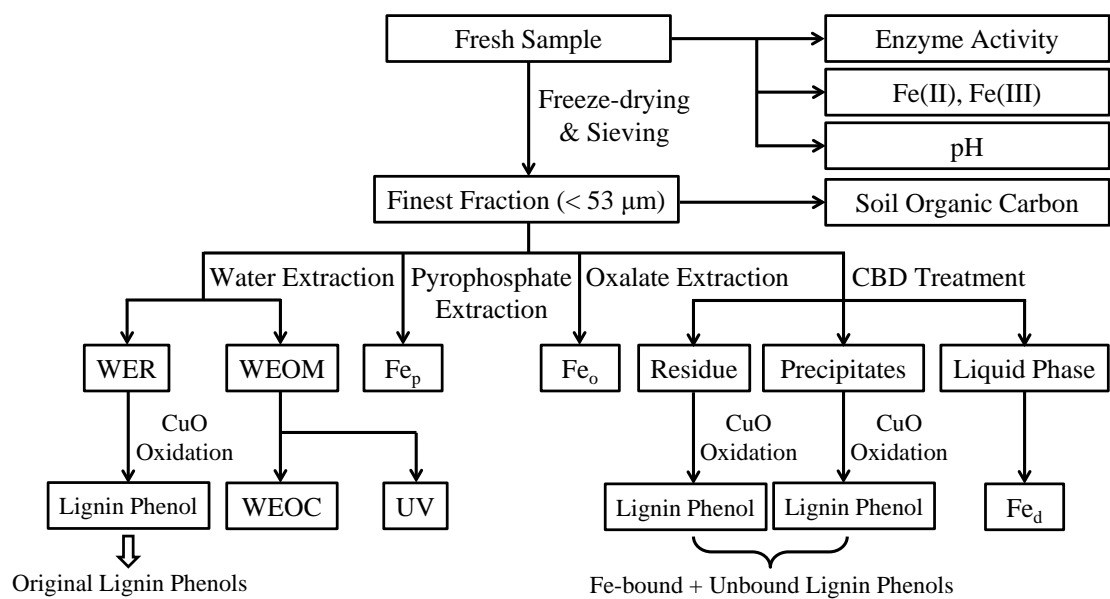 Fresh Sample
Enzyme Activity
Freeze-drying
& Sieving
Fe(II), Fe(III)
pH
Finest Fraction (< 53 μm)
Soil Organic Carbon
Water Extraction
Pyrophosphate
Extraction
Oxalate Extraction
CBD Treatment
WER
WEOM
Feₚ
Feₒ
Residue
Precipitates
Liquid Phase
CuO
Oxidation
CuO
Oxidation
CuO
Oxidation
Lignin Phenol
WEOC
UV
Lignin Phenol
Lignin Phenol
Fe_d
Original Lignin Phenols
Fe-bound + Unbound Lignin Phenols